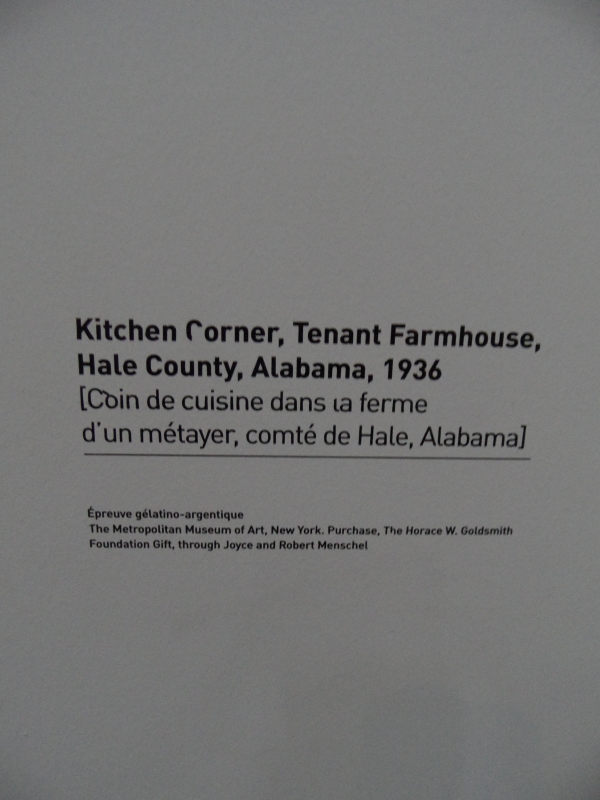 Kitchen Corner, Tenant Farmhouse,
Hale County, Alabama, 1936
[Coin de cuisine dans la ferme
d'un métayer, comté de Hale, Alabama]
Épreuve gélatino-argentique
The Metropolitan Museum of Art, New York. Purchase, The Horace W. Goldsmith
Foundation Gift, through Joyce and Robert Menschel